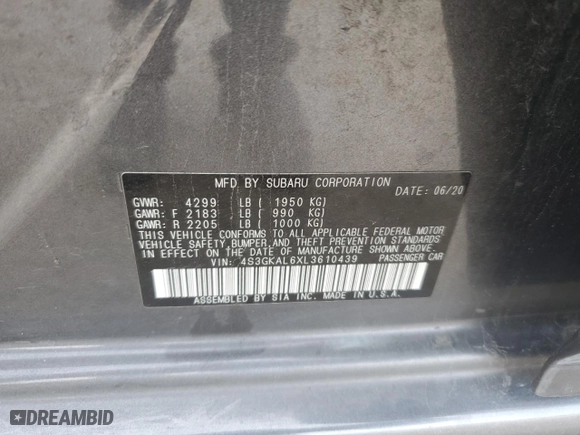 MFD BY SUBARU CORPORATION
DATE: 06/20
GVWR: 4299 LB ( 1950 KG)
GAWR: F 2183 LB ( 990 KG)
GAWR: R 2205 LB ( 1000 KG)
THIS VEHICLE CONFORMS TO ALL APPLICABLE FEDERAL MOTOR
VEHICLE SAFETY, BUMPER, AND THEFT PREVENTION STANDARDS
IN EFFECT ON THE DATE OF MANUFACTURE SHOWN ABOVE.
VIN: 4S3GKAL6XL3610439 PASSENGER CAR
ASSEMBLED BY SIA INC. MADE IN U.S.A.
DREAMBID